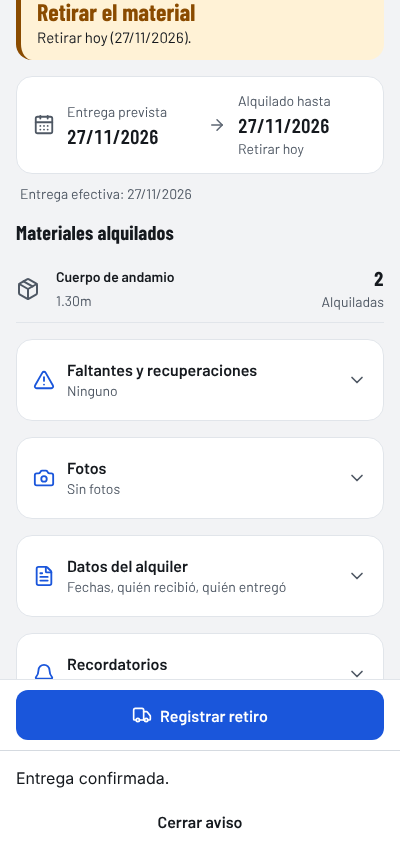 Retirar el material
Retirar hoy (27/11/2026).
Entrega prevista
27/11/2026
Alquilado hasta
27/11/2026
Retirar hoy
Entrega efectiva: 27/11/2026
Materiales alquilados
Cuerpo de andamio
1.30m
2
Alquiladas
Faltantes y recuperaciones
Ninguno
Fotos
Sin fotos
Datos del alquiler
Fechas, quién recibió, quién entregó
Recordatorios
Registrar retiro
Entrega confirmada.
Cerrar aviso